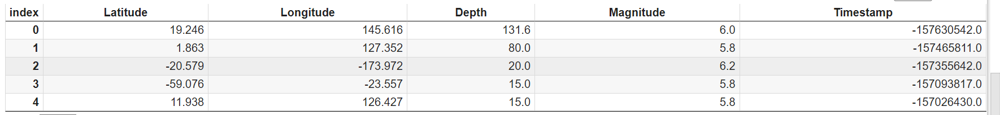 index Latitude Longitude Depth Magnitude Timestamp
0 19.246 145.616 131.6 6.0 -157630542.0
1 1.863 127.352 80.0 5.8 -157465811.0
2 -20.579 -173.972 20.0 6.2 -157355642.0
3 -59.076 -23.557 15.0 5.8 -157093817.0
4 11.938 126.427 15.0 5.8 -157026430.0